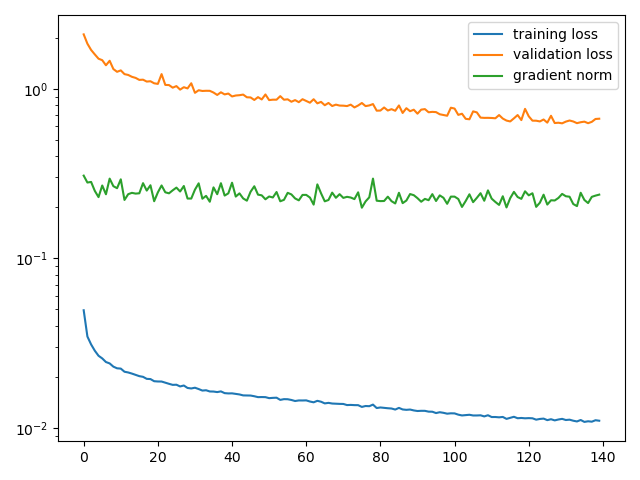 training loss
validation loss
gradient norm
10⁰
10⁻¹
10⁻²
0 20 40 60 80 100 120 140